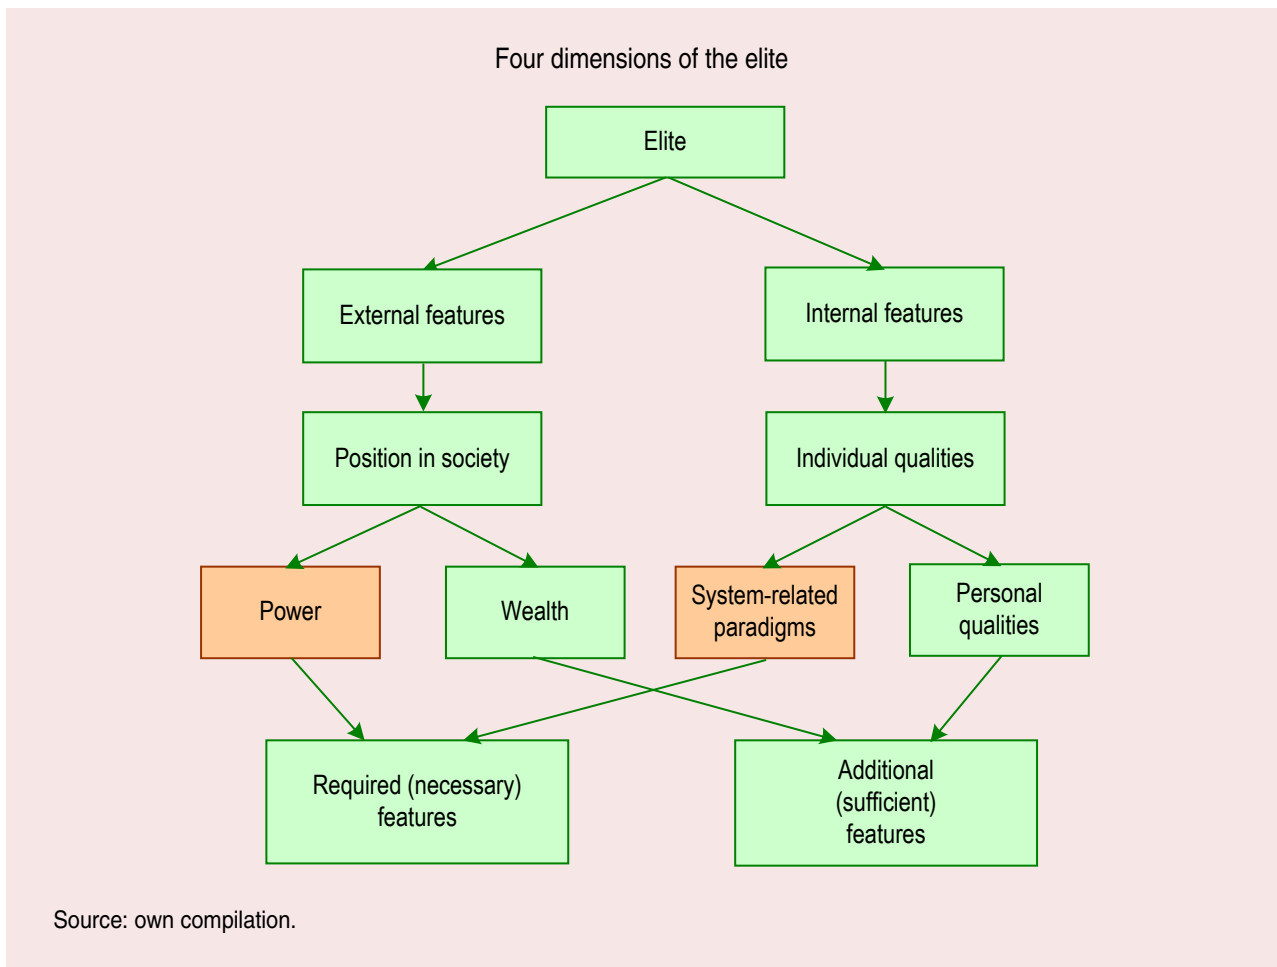 Four dimensions of the elite
Elite
External features
Internal features
Position in society
Individual qualities
Power
Wealth
System-related
paradigms
Personal
qualities
Required (necessary)
features
Additional
(sufficient)
features
Source: own compilation.